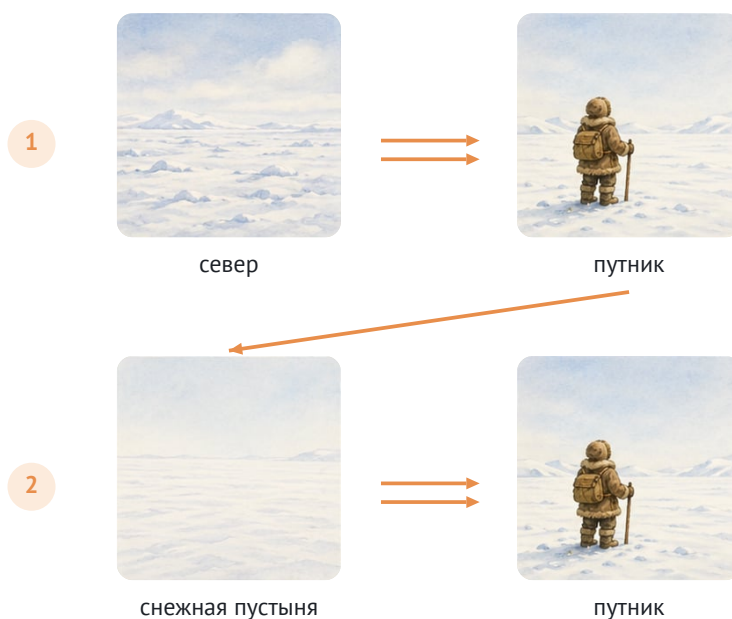 1
север
путник
2
снежная пустыня
путник